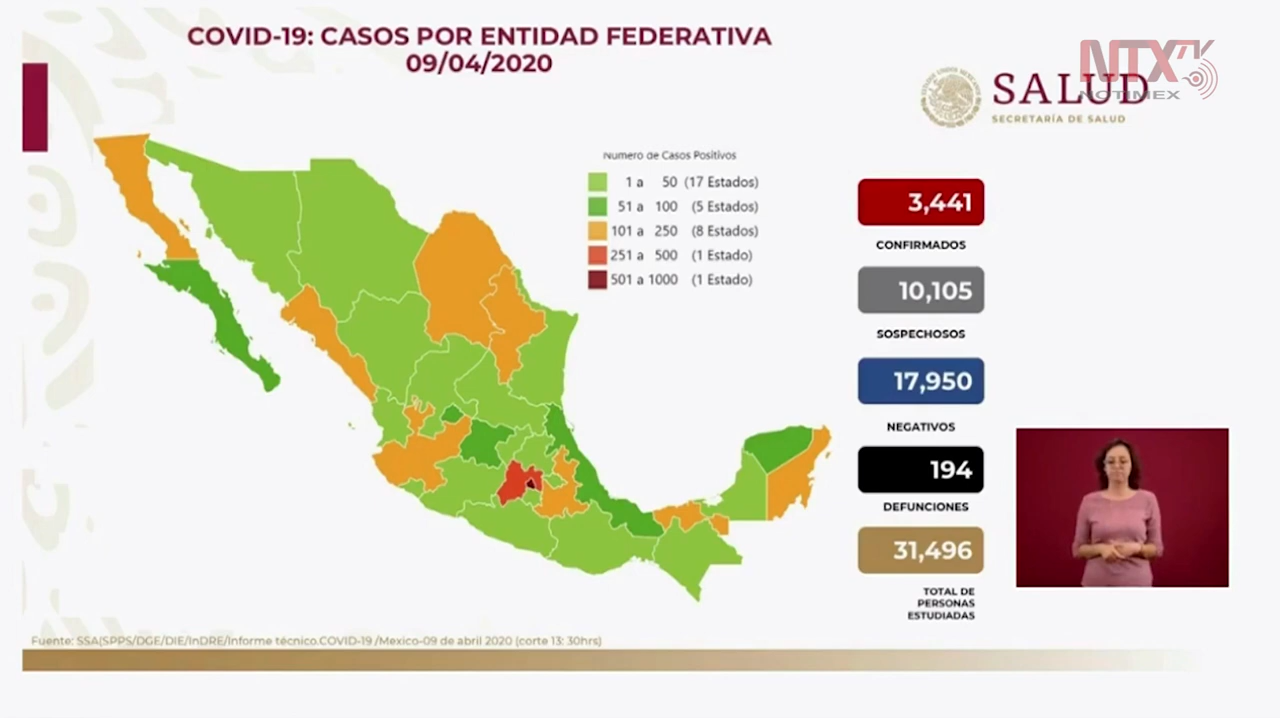 COVID-19: CASOS POR ENTIDAD FEDERATIVA
09/04/2020
NTXTV
NOTIMEX
SALUD
SECRETARÍA DE SALUD
Numero de Casos Positivos
1 a 50 (17 Estados)
51 a 100 (5 Estados)
101 a 250 (8 Estados)
251 a 500 (1 Estado)
501 a 1000 (1 Estado)
3,441
CONFIRMADOS
10,105
SOSPECHOSOS
17,950
NEGATIVOS
194
DEFUNCIONES
31,496
TOTAL DE
PERSONAS
ESTUDIADAS
Fuente: SSA(SPPS/DGE/DIE/InDRE/Informe técnico.COVID-19 /Mexico-09 de abril 2020 (corte 13: 30hrs)